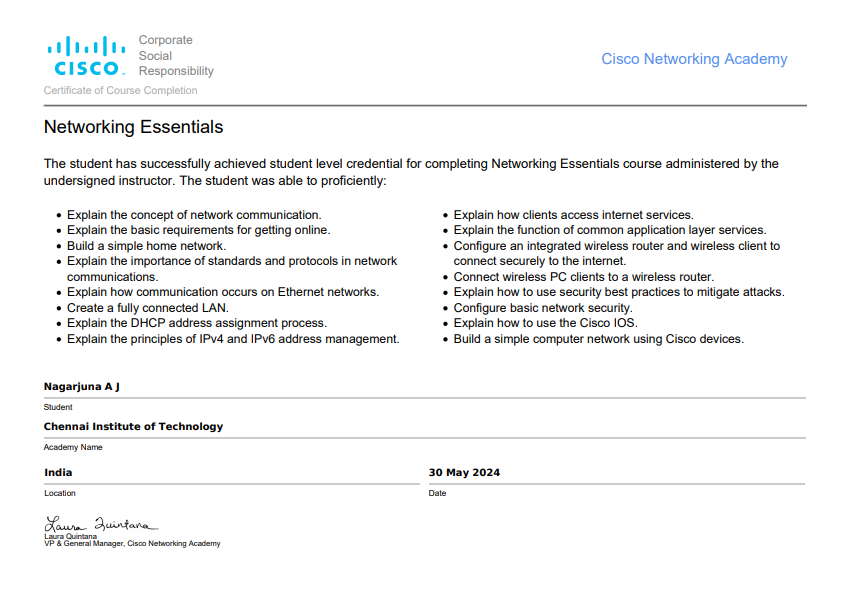 Corporate
Social
Responsibility
CISCO
Cisco Networking Academy
Certificate of Course Completion
Networking Essentials
The student has successfully achieved student level credential for completing Networking Essentials course administered by the
undersigned instructor. The student was able to proficiently:
• Explain the concept of network communication.
• Explain the basic requirements for getting online.
• Build a simple home network.
• Explain the importance of standards and protocols in network
communications.
• Explain how communication occurs on Ethernet networks.
• Create a fully connected LAN.
• Explain the DHCP address assignment process.
• Explain the principles of IPv4 and IPv6 address management.
• Explain how clients access internet services.
• Explain the function of common application layer services.
• Configure an integrated wireless router and wireless client to
connect securely to the internet.
• Connect wireless PC clients to a wireless router.
• Explain how to use security best practices to mitigate attacks.
• Configure basic network security.
• Explain how to use the Cisco IOS.
• Build a simple computer network using Cisco devices.
Nagarjuna A J
Student
Chennai Institute of Technology
Academy Name
India
Location
30 May 2024
Date
Laura Quintana
Laura Quintana
VP & General Manager, Cisco Networking Academy